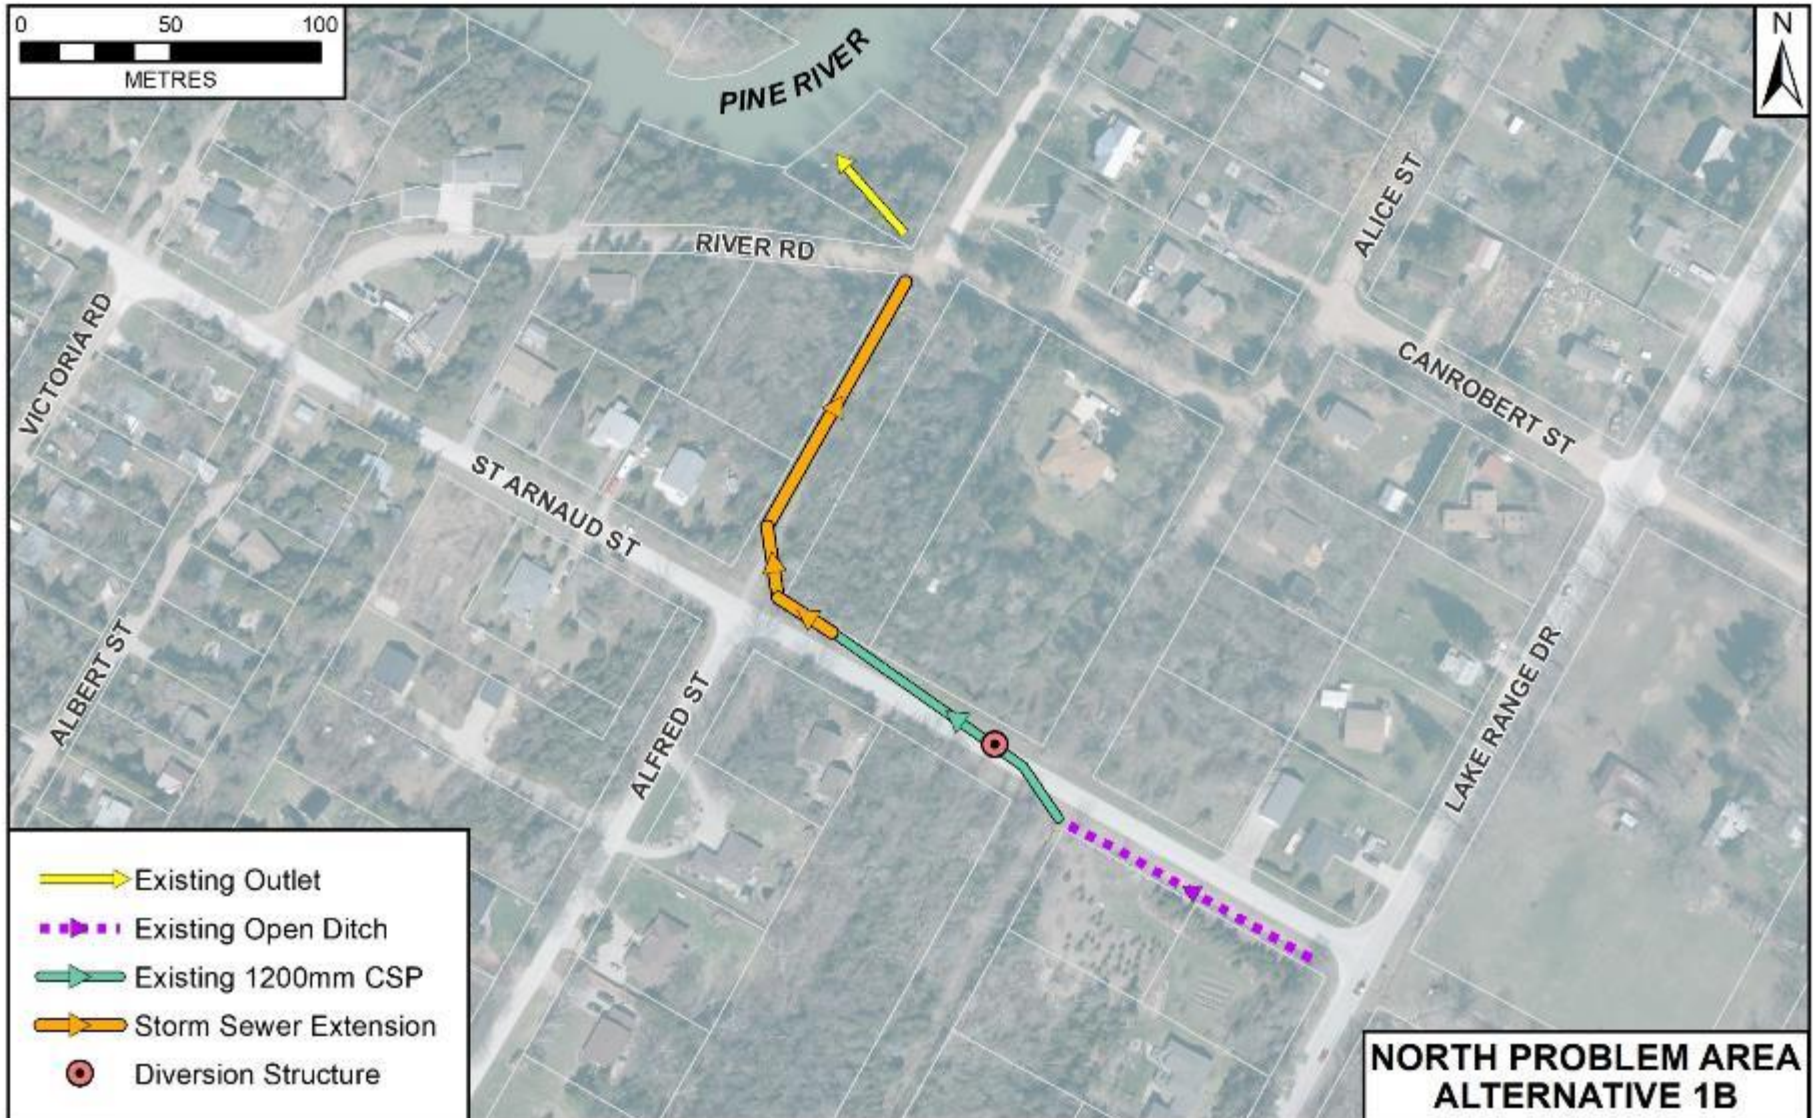 0 50 100
METRES
N
PINE RIVER
RIVER RD
ALICE ST
VICTORIA RD
CANROBERT ST
ST ARNAUD ST
ALBERT ST
ALFRED ST
LAKE RANGE DR
Existing Outlet
Existing Open Ditch
Existing 1200mm CSP
Storm Sewer Extension
Diversion Structure
NORTH PROBLEM AREA
ALTERNATIVE 1B